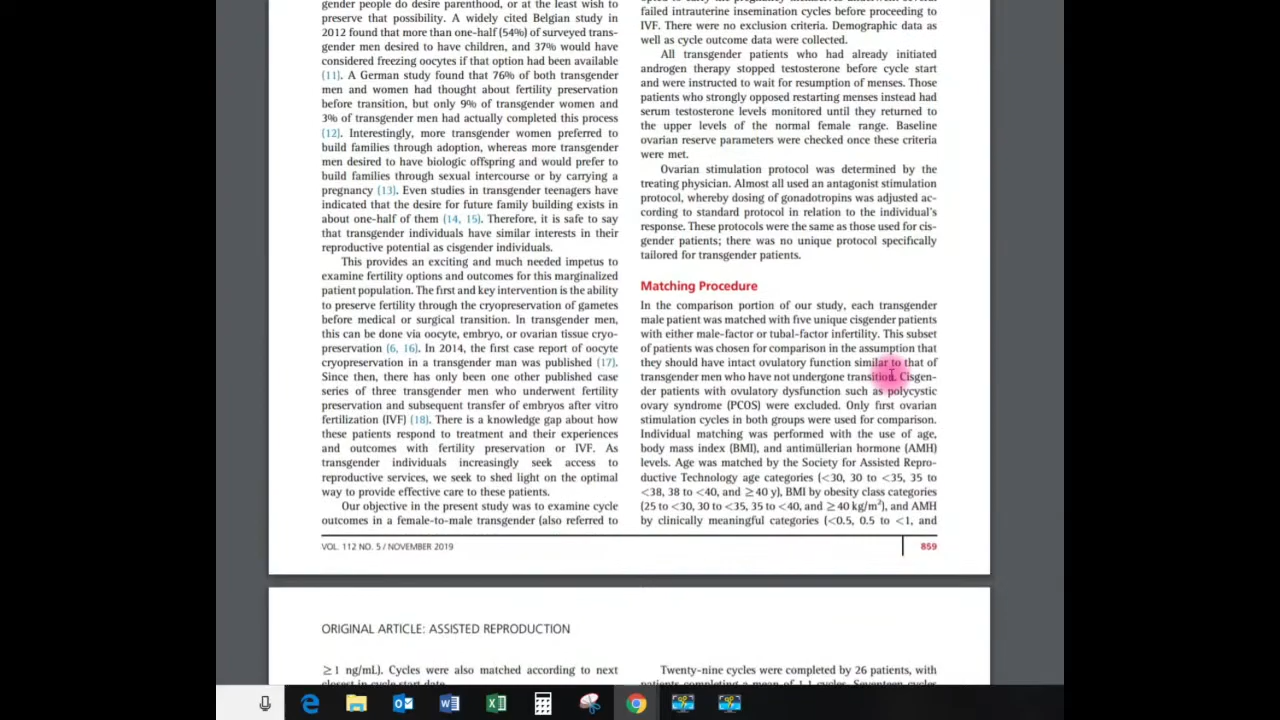 gender people do desire parenthood, or at the least wish to
preserve that possibility. A widely cited Belgian study in
2012 found that more than one-half (54%) of surveyed trans-
gender men desired to have children, and 37% would have
considered freezing oocytes if that option had been available
(11). A German study found that 76% of both transgender
men and women had thought about fertility preservation
before transition, but only 9% of transgender women and
3% of transgender men had actually completed this process
(12). Interestingly, more transgender women preferred to
build families through adoption, whereas more transgender
men desired to have biologic offspring and would prefer to
build families through sexual intercourse or by carrying a
pregnancy (13). Even studies in transgender teenagers have
indicated that the desire for future family building exists in
about one-half of them (14, 15). Therefore, it is safe to say
that transgender individuals have similar interests in their
reproductive potential as cisgender individuals.
This provides an exciting and much needed impetus to
examine fertility options and outcomes for this marginalized
patient population. The first and key intervention is the ability
to preserve fertility through the cryopreservation of gametes
before medical or surgical transition. In transgender men,
this can be done via oocyte, embryo, or ovarian tissue cryo-
preservation (6, 16). In 2014, the first case report of oocyte
cryopreservation in a transgender man was published (17).
Since then, there has only been one other published case
series of three transgender men who underwent fertility
preservation and subsequent transfer of embryos after vitro
fertilization (IVF) (18). There is a knowledge gap about how
these patients respond to treatment and their experiences
and outcomes with fertility preservation or IVF. As
transgender individuals increasingly seek access to
reproductive services, we seek to shed light on the optimal
way to provide effective care to these patients.
Our objective in the present study was to examine cycle
outcomes in a female-to-male transgender (also referred to
failed intrauterine insemination cycles before proceeding to
IVF. There were no exclusion criteria. Demographic data as
well as cycle outcome data were collected.
All transgender patients who had already initiated
androgen therapy stopped testosterone before cycle start
and were instructed to wait for resumption of menses. Those
patients who strongly opposed restarting menses instead had
serum testosterone levels monitored until they returned to
the upper levels of the normal female range. Baseline
ovarian reserve parameters were checked once these criteria
were met.
Ovarian stimulation protocol was determined by the
treating physician. Almost all used an antagonist stimulation
protocol, whereby dosing of gonadotropins was adjusted ac-
cording to standard protocol in relation to the individual's
response. These protocols were the same as those used for cis-
gender patients; there was no unique protocol specifically
tailored for transgender patients.
Matching Procedure
In the comparison portion of our study, each transgender
male patient was matched with five unique cisgender patients
with either male-factor or tubal-factor infertility. This subset
of patients was chosen for comparison in the assumption that
they should have intact ovulatory function similar to that of
transgender men who have not undergone transition. Cisgen-
der patients with ovulatory dysfunction such as polycystic
ovary syndrome (PCOS) were excluded. Only first ovarian
stimulation cycles in both groups were used for comparison.
Individual matching was performed with the use of age,
body mass index (BMI), and antimüllerian hormone (AMH)
levels. Age was matched by the Society for Assisted Repro-
ductive Technology age categories (<30, 30 to <35, 35 to
<38, 38 to <40, and ≥40 y), BMI by obesity class categories
(25 to <30, 30 to <35, 35 to <40, and ≥40 kg/m²), and AMH
by clinically meaningful categories (<0.5, 0.5 to <1, and
VOL. 112 NO. 5 / NOVEMBER 2019
859
ORIGINAL ARTICLE: ASSISTED REPRODUCTION
≥1 ng/mL). Cycles were also matched according to next
Twenty-nine cycles were completed by 26 patients, with